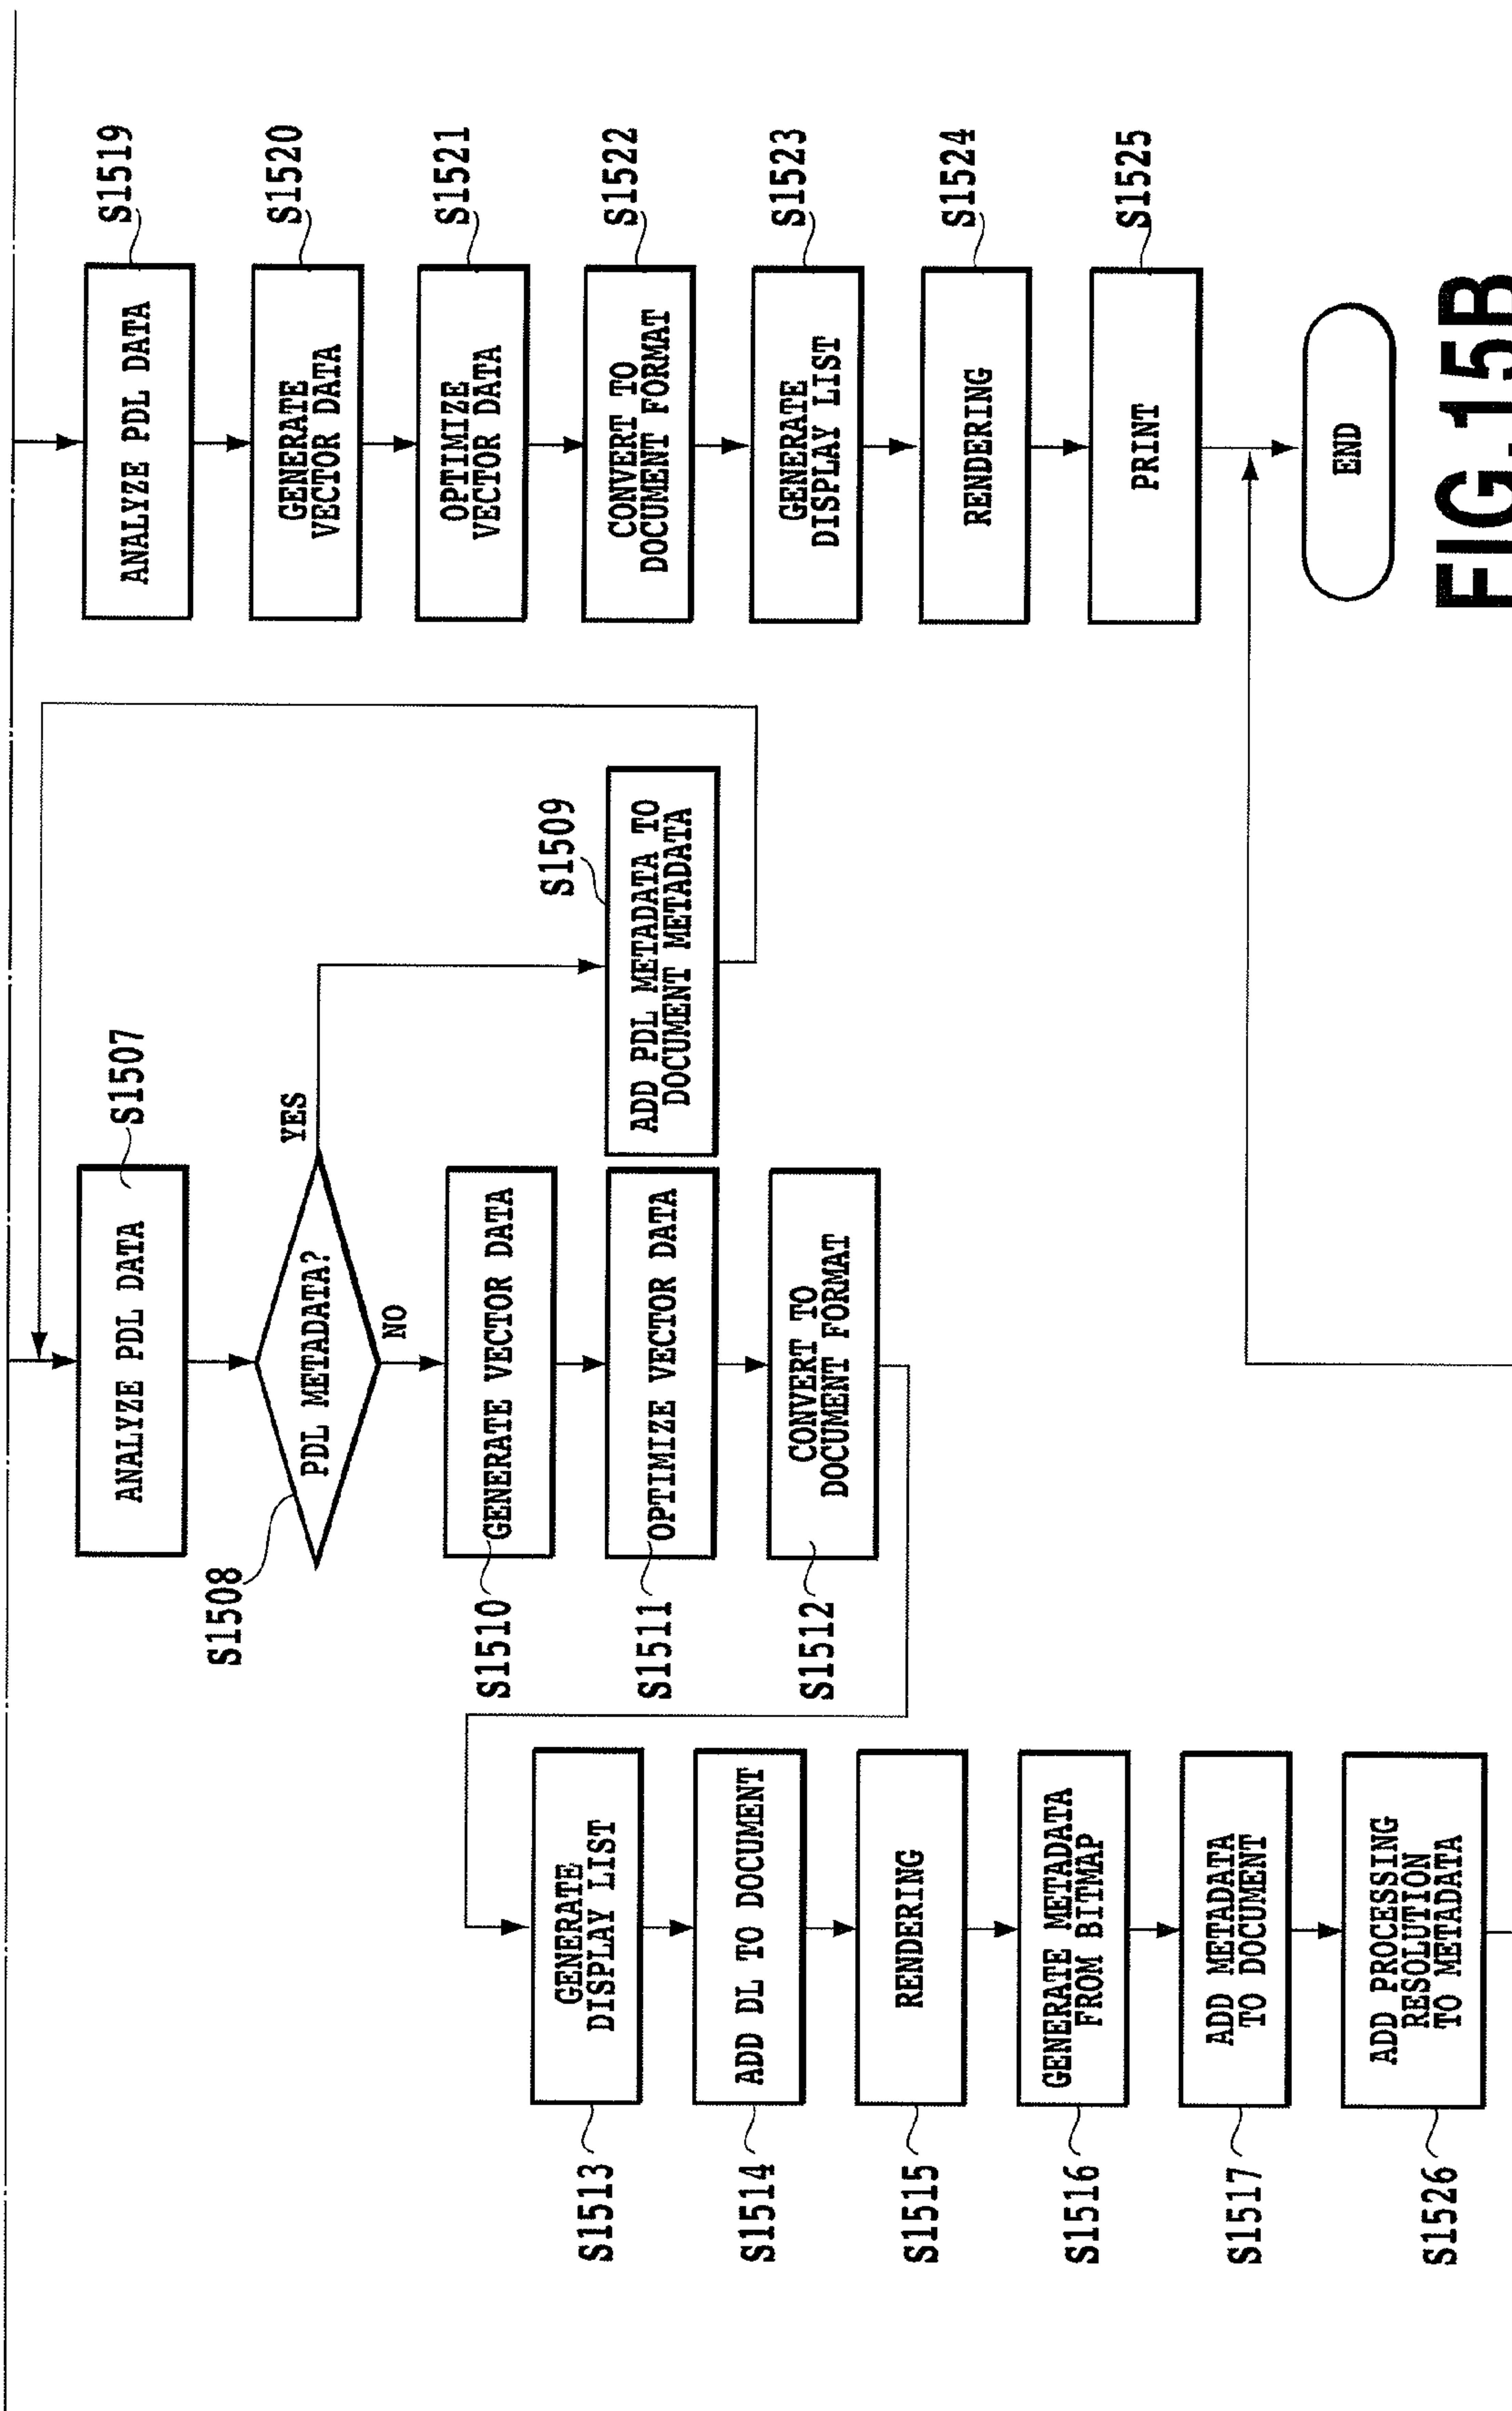 S1513
GENERATE
DISPLAY LIST
S1514
ADD DL TO DOCUMENT
S1515
RENDERING
S1516
GENERATE METADATA
FROM BITMAP
S1517
ADD METADATA
TO DOCUMENT
S1526
ADD PROCESSING
RESOLUTION
TO METADATA
ANALYZE PDL DATA
S1507
S1508
PDL METADATA?
YES
NO
S1509
ADD PDL METADATA TO
DOCUMENT METADATA
S1510
GENERATE VECTOR DATA
S1511
OPTIMIZE VECTOR DATA
S1512
CONVERT TO
DOCUMENT FORMAT
ANALYZE PDL DATA
S1519
GENERATE
VECTOR DATA
S1520
OPTIMIZE
VECTOR DATA
S1521
CONVERT TO
DOCUMENT FORMAT
S1522
GENERATE
DISPLAY LIST
S1523
RENDERING
S1524
PRINT
S1525
END
FIG.15B